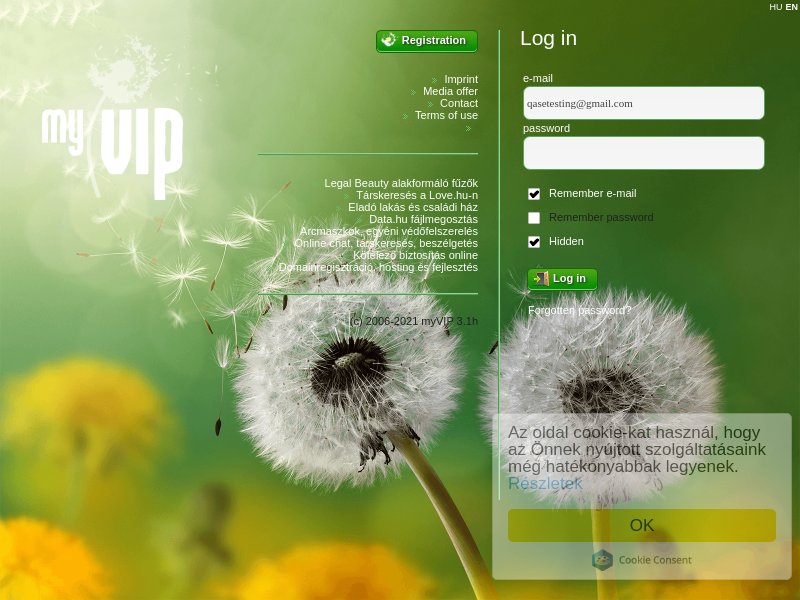 HU EN
my VIP
Registration
Imprint
Media offer
Contact
Terms of use
Legal Beauty alakformáló fűzők
Társkeresés a Love.hu-n
Eladó lakás és családi ház
Data.hu fájlmegosztás
Arcmaszkok, egyéni védőfelszerelés
Online chat, társkeresés, beszélgetés
Kötelező biztosítás online
Domainregisztráció, hosting és fejlesztés
(c) 2006-2021 myVIP 3.1h
Log in
e-mail
qasetesting@gmail.com
password
Remember e-mail
Remember password
Hidden
Log in
Forgotten password?
Az oldal cookie-kat használ, hogy
az Önnek nyújtott szolgáltatásaink
még hatékonyabbak legyenek.
Részletek
OK
Cookie Consent